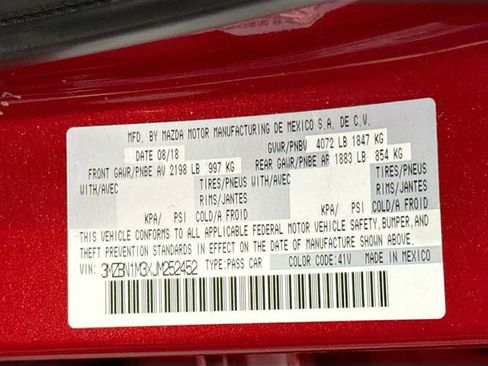 MFD. BY MAZDA MOTOR MANUFACTURING DE MEXICO S.A. DE C.V.
DATE 08/18 GVWR/PNBV 4072 LB 1847 KG
FRONT GAWR/PNBE AV 2198 LB 997 KG REAR GAWR/PNBE AR 1883 LB 854 KG
WITH/AVEC TIRES/PNEUS WITH/AVEC TIRES/PNEUS
RIMS/JANTES RIMS/JANTES
KPA/ PSI COLD/A FROID KPA/ PSI COLD/A FROID
THIS VEHICLE CONFORMS TO ALL APPLICABLE FEDERAL MOTOR VEHICLE SAFETY, BUMPER, AND
THEFT PREVENTION STANDARDS IN EFFECT ON THE DATE OF MANUFACTURE SHOWN ABOVE.
VIN: 3MZBN1M3XJM252452 TYPE:PASS CAR COLOR CODE:41V MADE IN MEXICO